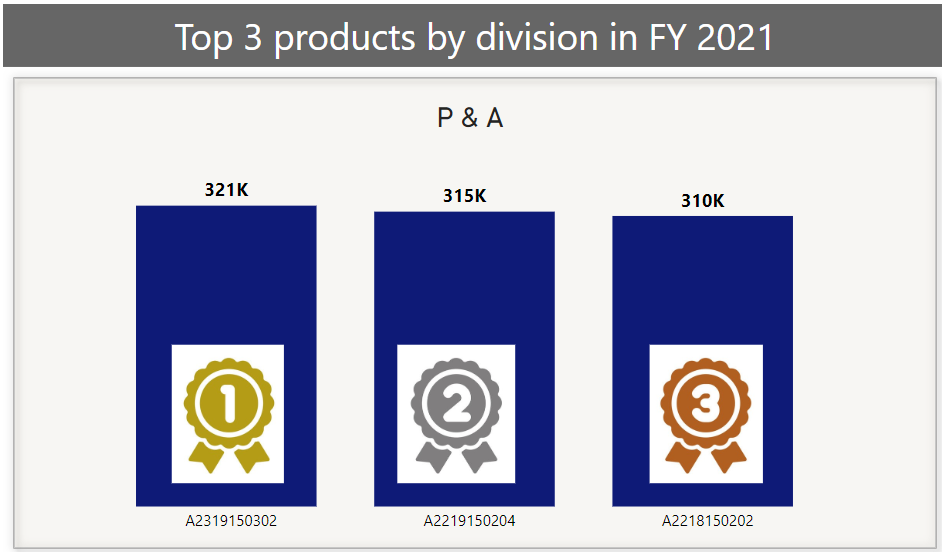 Top 3 products by division in FY 2021
P & A
321K
315K
310K
1
2
3
A2319150302
A2219150204
A2218150202